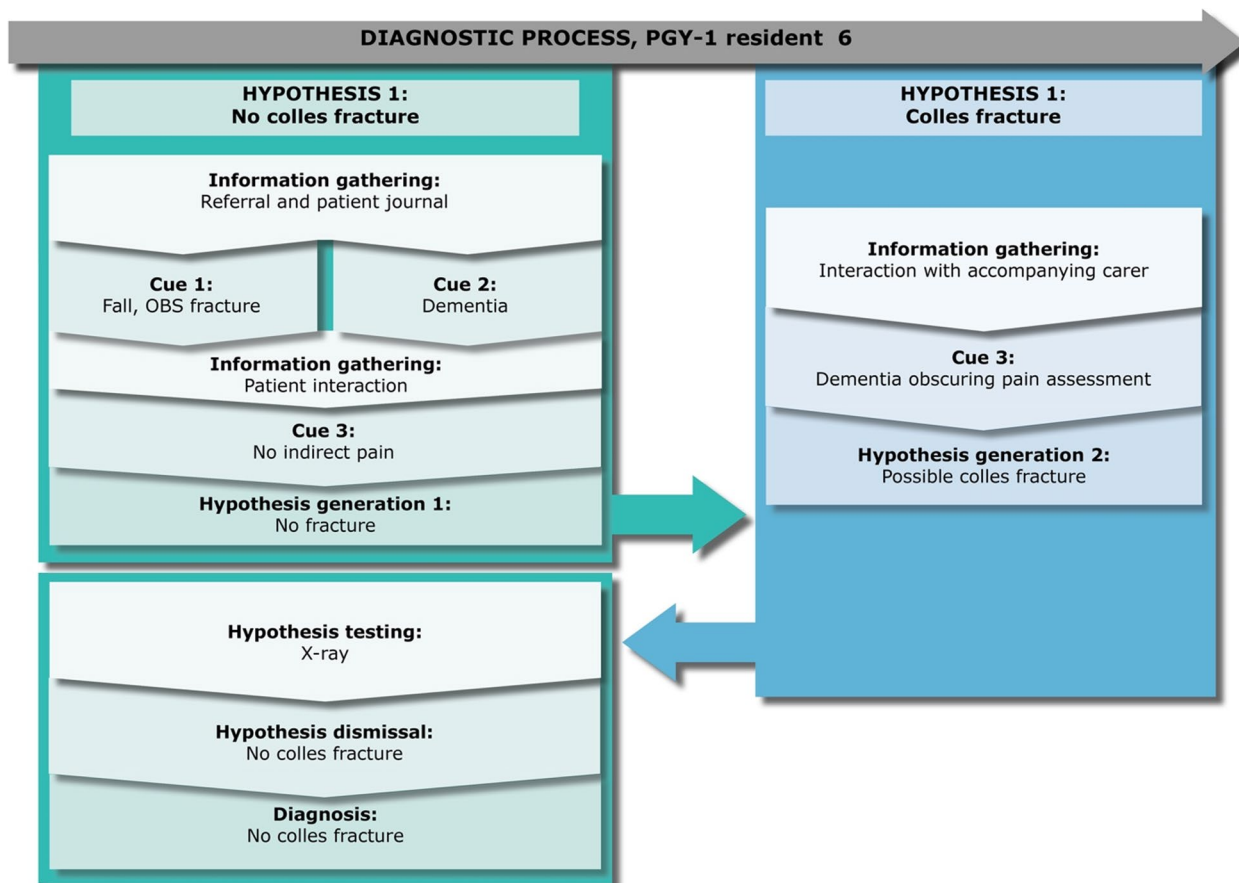 DIAGNOSTIC PROCESS, PGY-1 resident 6
HYPOTHESIS 1:
No colles fracture
Information gathering:
Referral and patient journal
Cue 1:
Fall, OBS fracture
Cue 2:
Dementia
Information gathering:
Patient interaction
Cue 3:
No indirect pain
Hypothesis generation 1:
No fracture
HYPOTHESIS 1:
Colles fracture
Information gathering:
Interaction with accompanying carer
Cue 3:
Dementia obscuring pain assessment
Hypothesis generation 2:
Possible colles fracture
Hypothesis testing:
X-ray
Hypothesis dismissal:
No colles fracture
Diagnosis:
No colles fracture